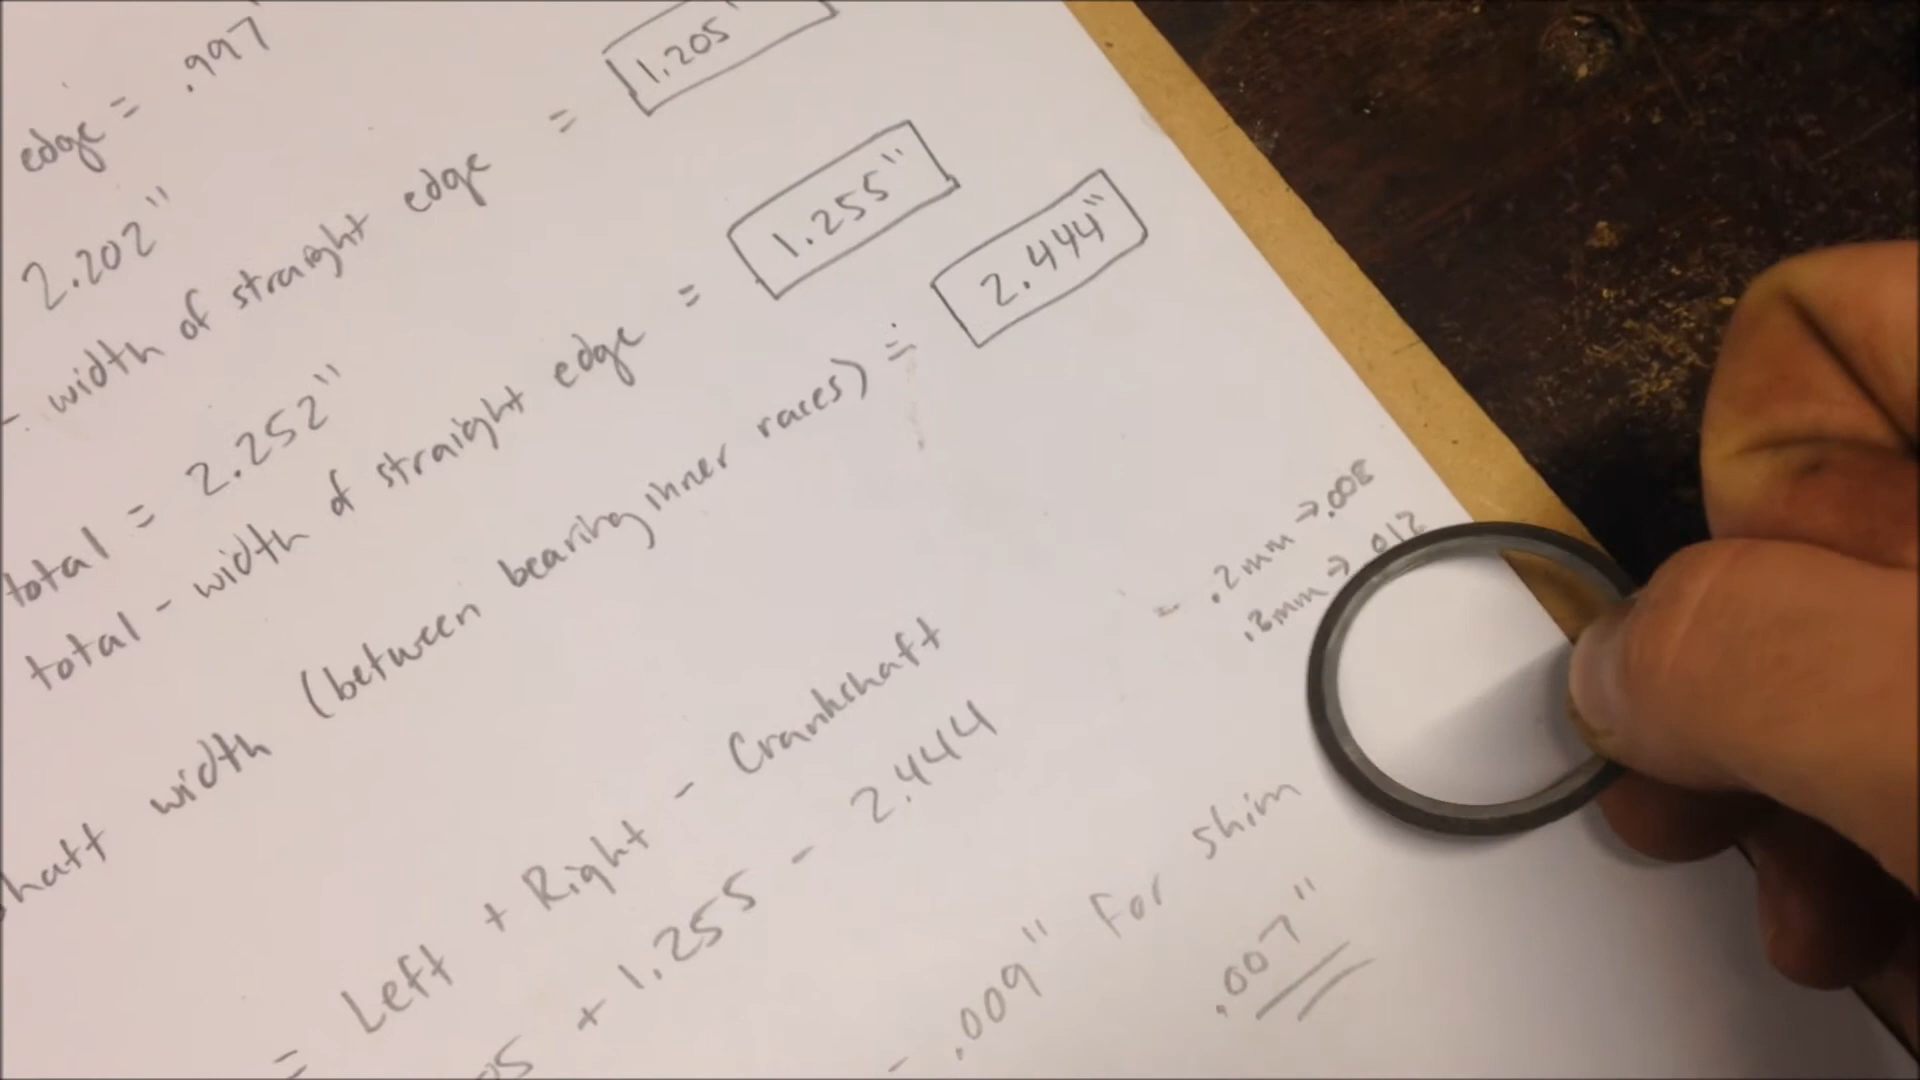 edge = .997"
2.202"
- width of straight edge = 1.205"
total = 2.252"
total - width of straight edge = 1.255"
width (between bearing inner races) = 2.444"
= Left + Right - Crankshaft
+ 1.255 - 2.444
- .2mm → .008
.3mm → .012
- .009" For shim
.007"